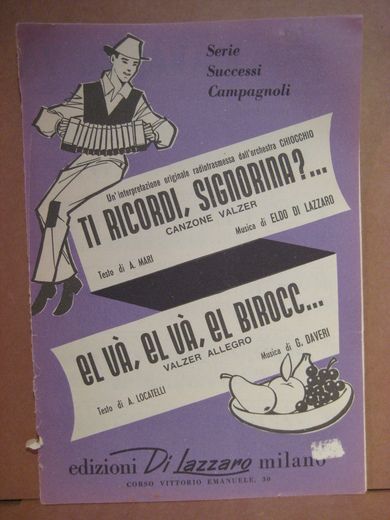 Serie
Successi
Campagnoli
Un'interpretazione originale radiotrasmessa dall'orchestra CHIOCCHIO
TI RICORDI, SIGNORINA?...
CANZONE VALZER
Testo di A. MARI
Musica di ELDO DI LAZZARO
EL VÀ, EL VÀ, EL BIROCC...
VALZER ALLEGRO
Testo di A. LOCATELLI
Musica di G. DAVERI
edizioni Di Lazzaro milano
CORSO VITTORIO EMANUELE, 30